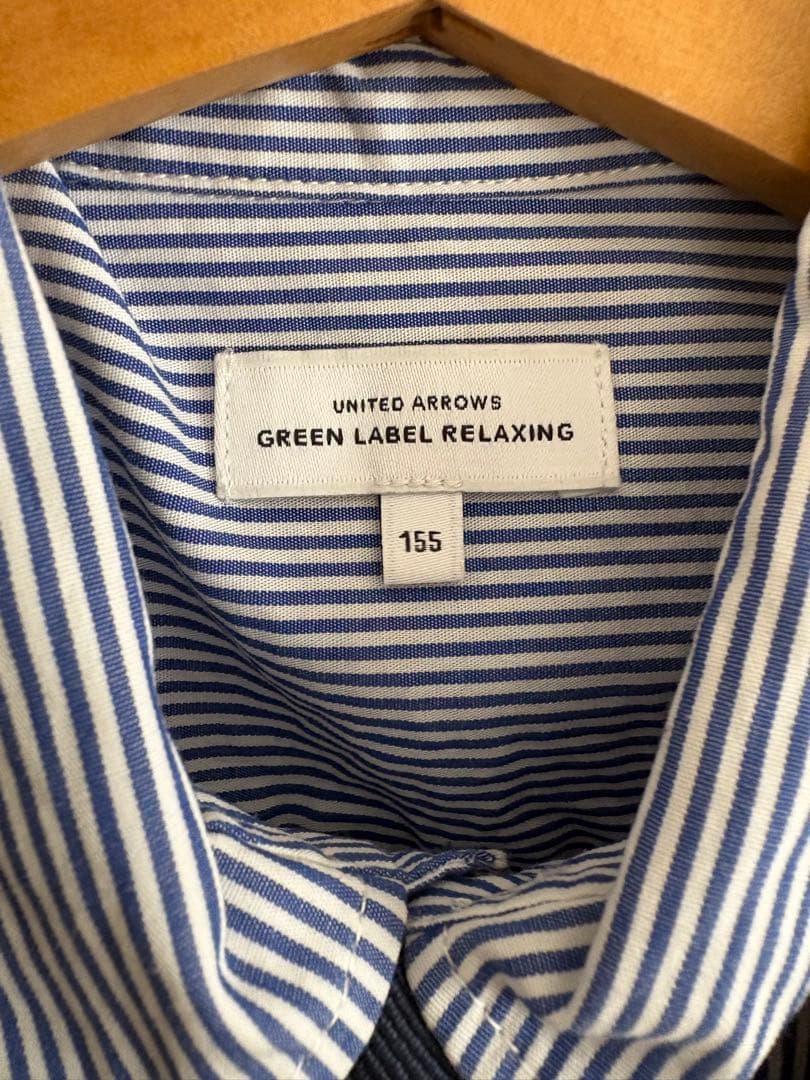 UNITED ARROWS
GREEN LABEL RELAXING
155